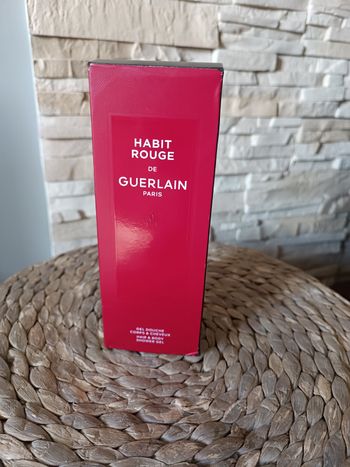 HABIT
ROUGE
DE
GUERLAIN
PARIS
GEL DOUCHE
CORPS & CHEVEUX
HAIR & BODY
SHOWER GEL